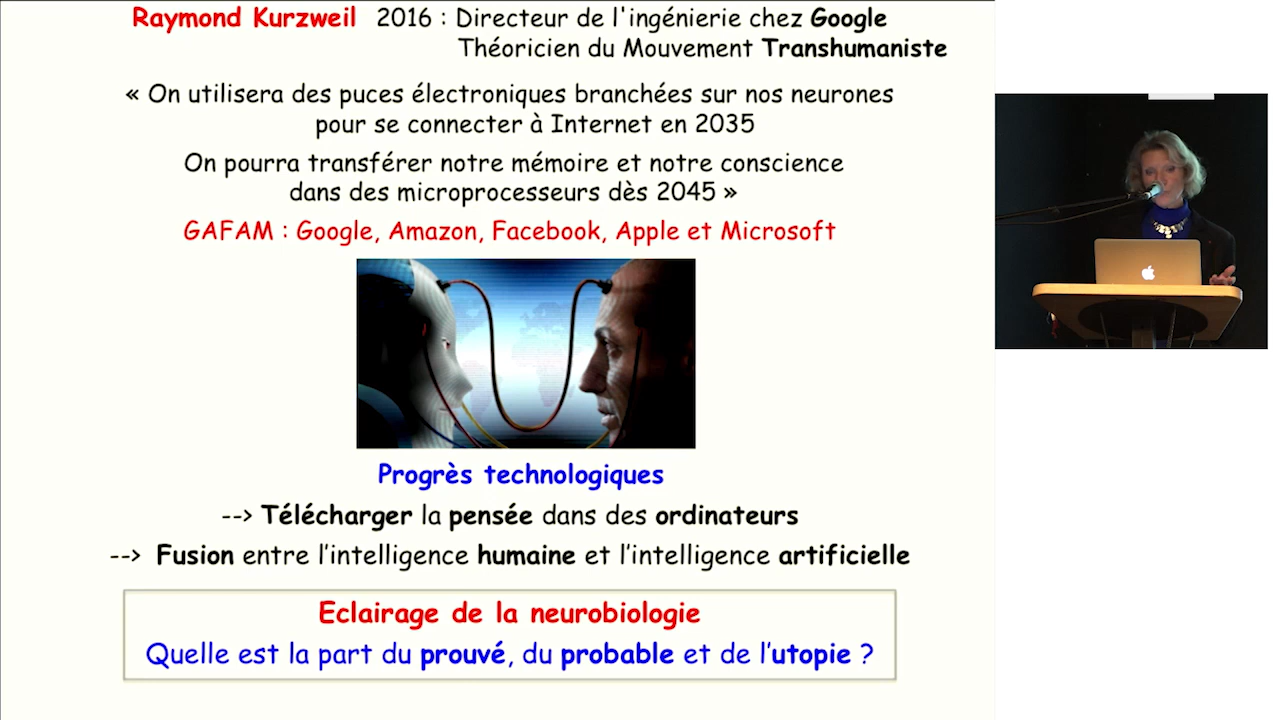 Raymond Kurzweil 2016 : Directeur de l'ingénierie chez Google
Théoricien du Mouvement Transhumaniste
« On utilisera des puces électroniques branchées sur nos neurones
pour se connecter à Internet en 2035
On pourra transférer notre mémoire et notre conscience
dans des microprocesseurs dès 2045 »
GAFAM : Google, Amazon, Facebook, Apple et Microsoft
Progrès technologiques
--> Télécharger la pensée dans des ordinateurs
--> Fusion entre l’intelligence humaine et l’intelligence artificielle
Eclairage de la neurobiologie
Quelle est la part du prouvé, du probable et de l’utopie ?